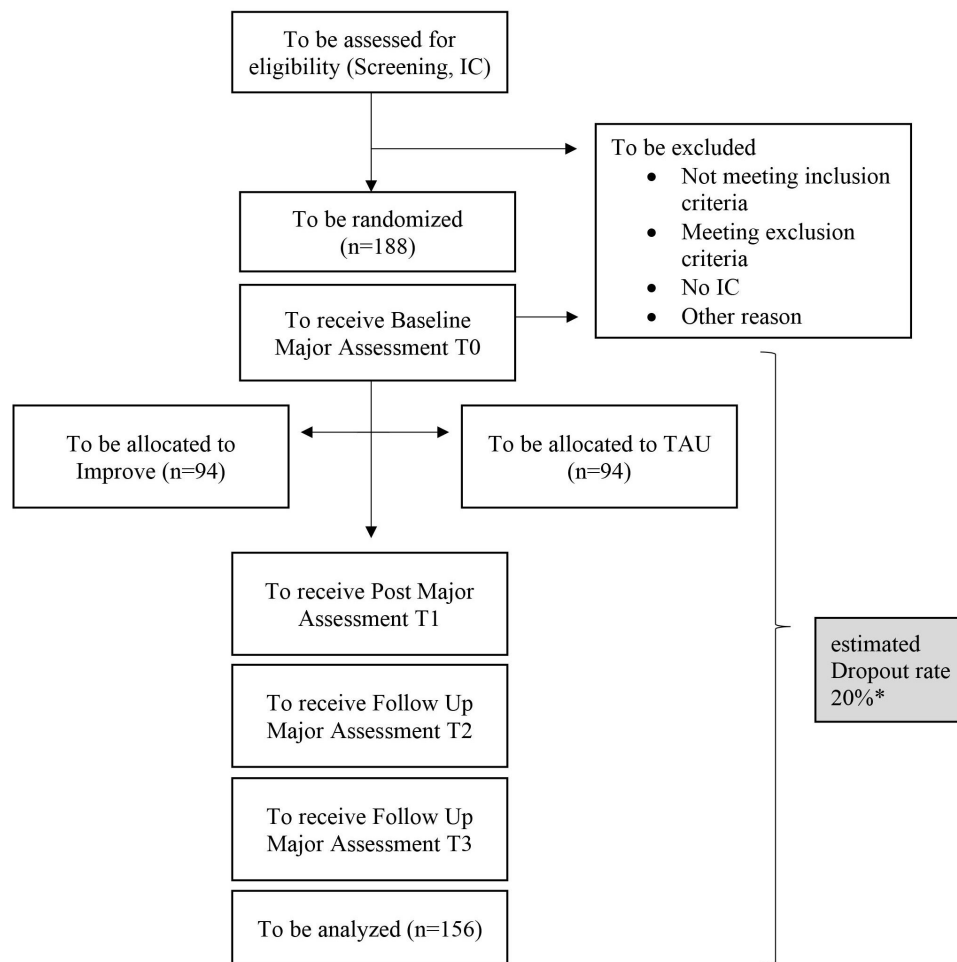 To be assessed for
eligibility (Screening, IC)
To be excluded
• Not meeting inclusion
criteria
• Meeting exclusion
criteria
• No IC
• Other reason
To be randomized
(n=188)
To receive Baseline
Major Assessment T0
To be allocated to
Improve (n=94)
To be allocated to TAU
(n=94)
To receive Post Major
Assessment T1
estimated
Dropout rate
20%*
To receive Follow Up
Major Assessment T2
To receive Follow Up
Major Assessment T3
To be analyzed (n=156)